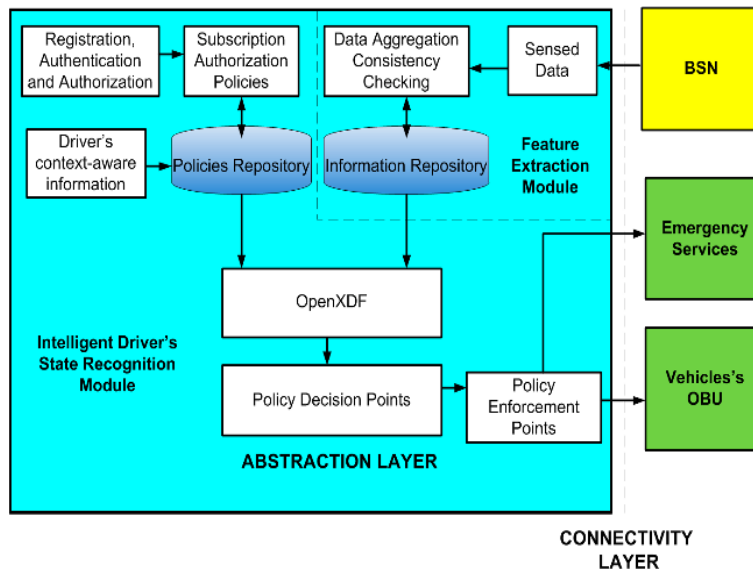 Registration,
Authentication
and Authorization
Subscription
Authorization
Policies
Data Aggregation
Consistency
Checking
Sensed
Data
BSN
Driver's
context-aware
information
Policies Repository
Information Repository
Feature
Extraction
Module
Emergency
Services
OpenXDF
Intelligent Driver's
State Recognition
Module
Policy Decision Points
Policy
Enforcement
Points
Vehicles's
OBU
ABSTRACTION LAYER
CONNECTIVITY
LAYER